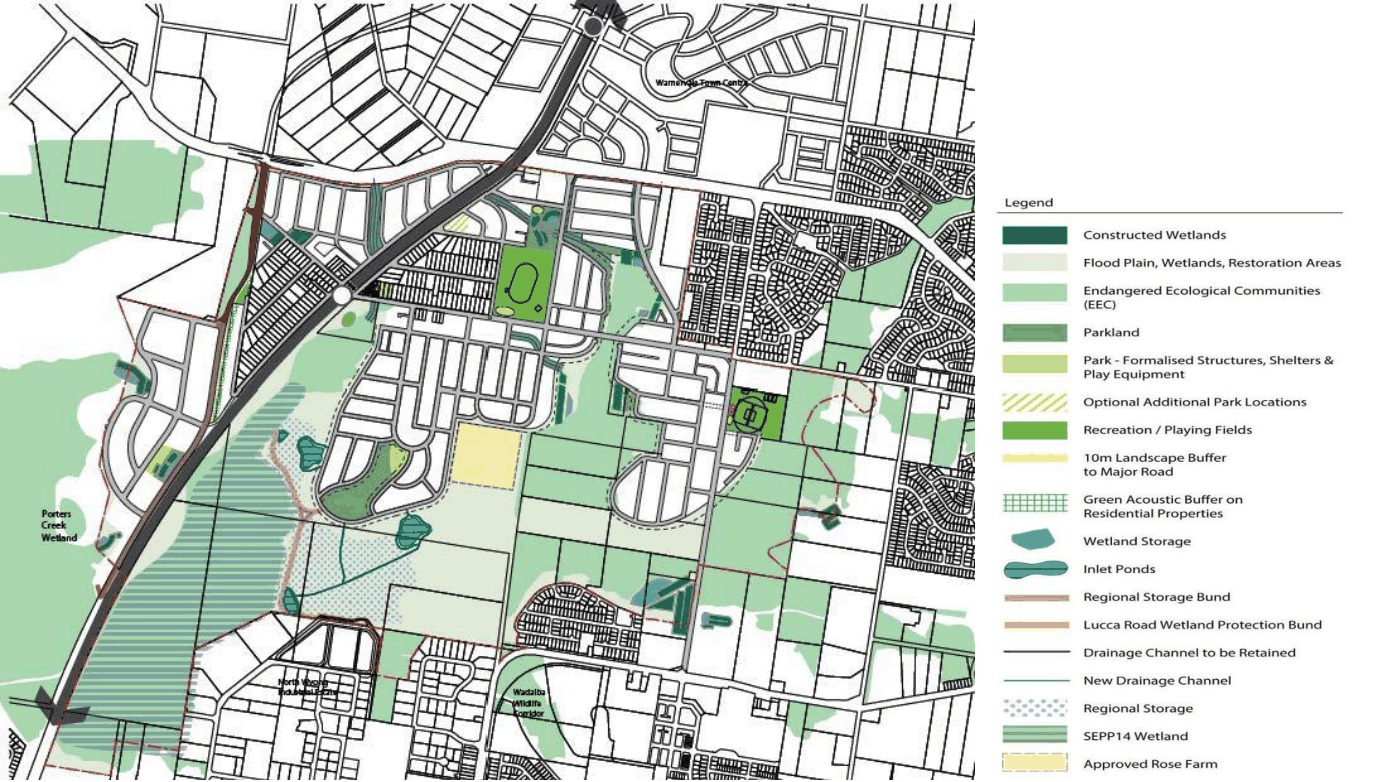 Warnervale Town Centre
Porters
Creek
Wetland
North Wyong
Industrial Estate
Wadalba
Wildlife
Corridor
Legend
Constructed Wetlands
Flood Plain, Wetlands, Restoration Areas
Endangered Ecological Communities
(EEC)
Parkland
Park - Formalised Structures, Shelters &
Play Equipment
Optional Additional Park Locations
Recreation / Playing Fields
10m Landscape Buffer
to Major Road
Green Acoustic Buffer on
Residential Properties
Wetland Storage
Inlet Ponds
Regional Storage Bund
Lucca Road Wetland Protection Bund
Drainage Channel to be Retained
New Drainage Channel
Regional Storage
SEPP14 Wetland
Approved Rose Farm